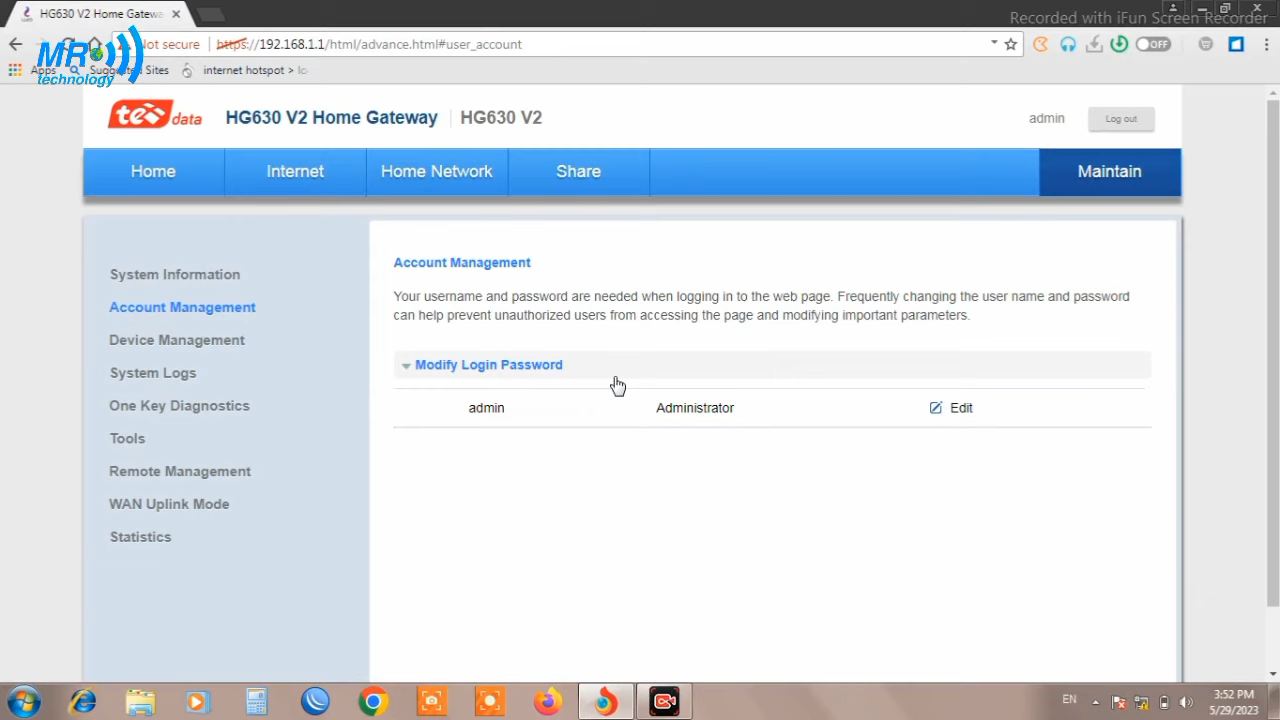 HG630 V2 Home Gatewa
Recorded with iFun Screen Recorder
Not secure
https://192.168.1.1/html/advance.html#user_account
OFF
MR
technology
Apps
Suggested Sites
internet hotspot > lo
te data
HG630 V2 Home Gateway
HG630 V2
admin
Log out
Home
Internet
Home Network
Share
Maintain
System Information
Account Management
Device Management
System Logs
One Key Diagnostics
Tools
Remote Management
WAN Uplink Mode
Statistics
Account Management
Your username and password are needed when logging in to the web page. Frequently changing the user name and password
can help prevent unauthorized users from accessing the page and modifying important parameters.
Modify Login Password
admin
Administrator
Edit
EN
3:52 PM
5/29/2023